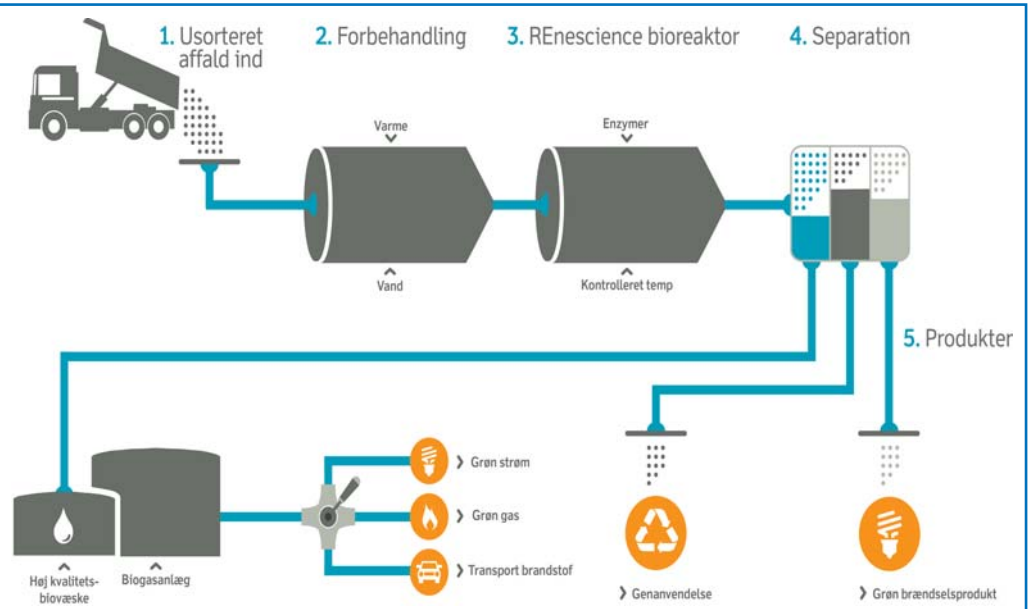 1. Usorteret
affald ind
2. Forbehandling
3. REnescience bioreaktor
4. Separation
Varme
Vand
Enzymer
Kontrolleret temp
5. Produkter
Høj kvalitets-
biovæske
Biogasanlæg
Grøn strøm
Grøn gas
Transport brandstof
Genanvendelse
Grøn brændselsprodukt